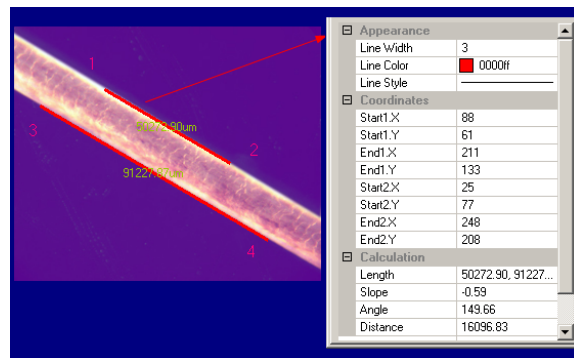 1
50272.90um
2
3
91227.87um
4
Appearance
Line Width 3
Line Color 0000ff
Line Style
Coordinates
Start1.X 88
Start1.Y 61
End1.X 211
End1.Y 133
Start2.X 25
Start2.Y 77
End2.X 248
End2.Y 208
Calculation
Length 50272.90, 91227...
Slope -0.59
Angle 149.66
Distance 16096.83